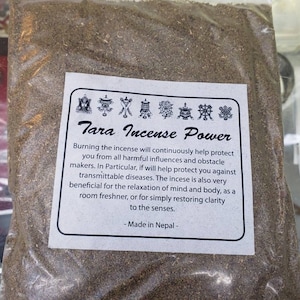 Tara Incense Power
Burning the incense will continuously help protect
you from all harmful influences and obstacle
makers. In Particular, if will help protect you against
transmittable diseases. The incese is also very
beneficial for the relaxation of mind and body, as a
room freshner, or for simply restoring clarity
to the senses.
- Made in Nepal -